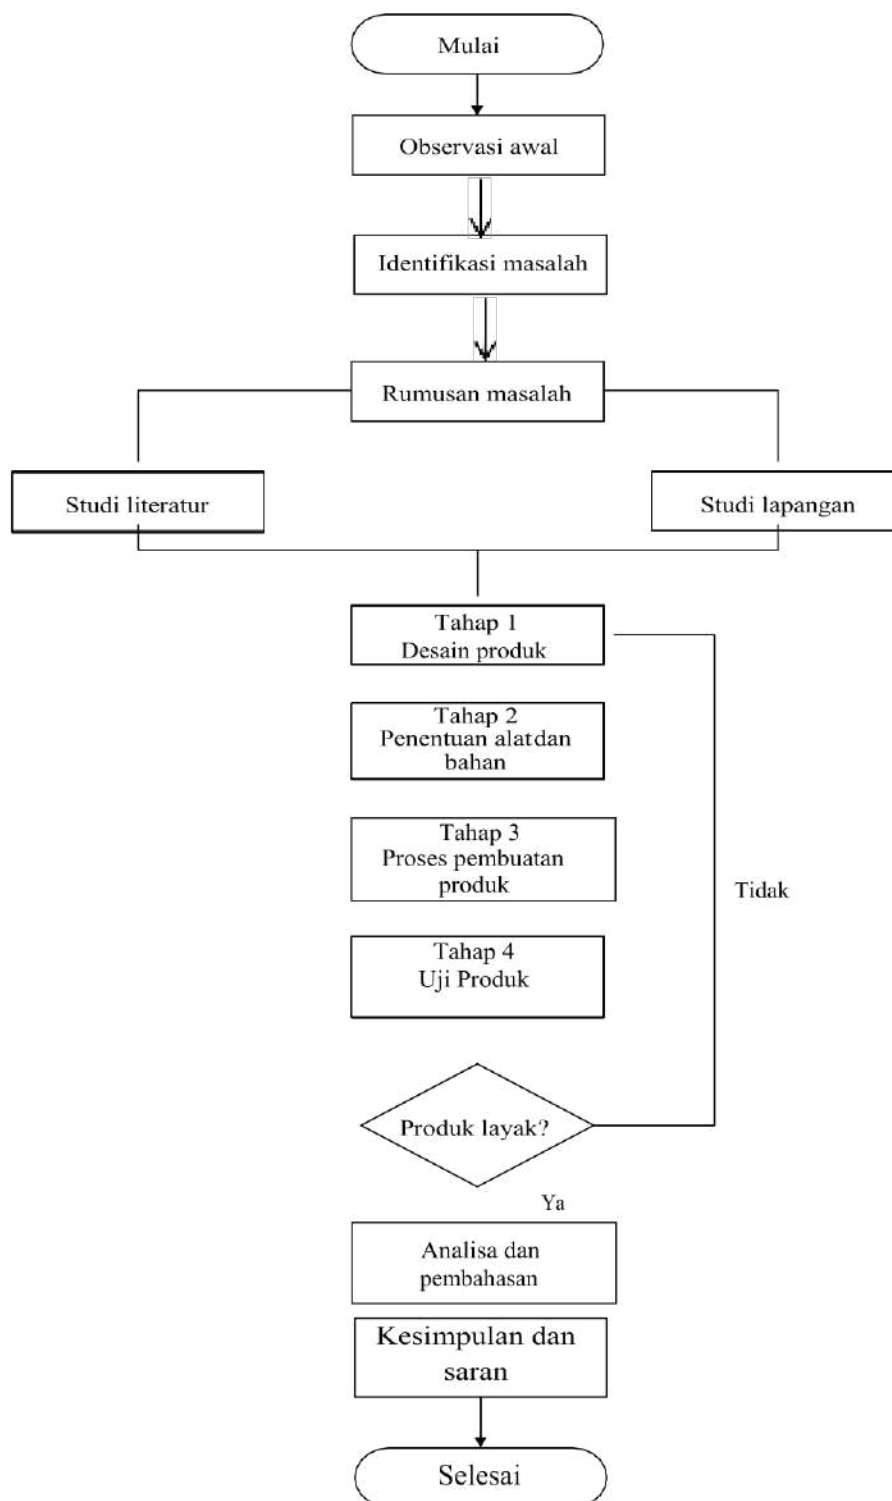 Mulai
Observasi awal
Identifikasi masalah
Rumusan masalah
Studi literatur
Studi lapangan
Tahap 1
Desain produk
Tahap 2
Penentuan alat dan
bahan
Tahap 3
Proses pembuatan
produk
Tidak
Tahap 4
Uji Produk
Produk layak?
Ya
Analisa dan
pembahasan
Kesimpulan dan
saran
Selesai